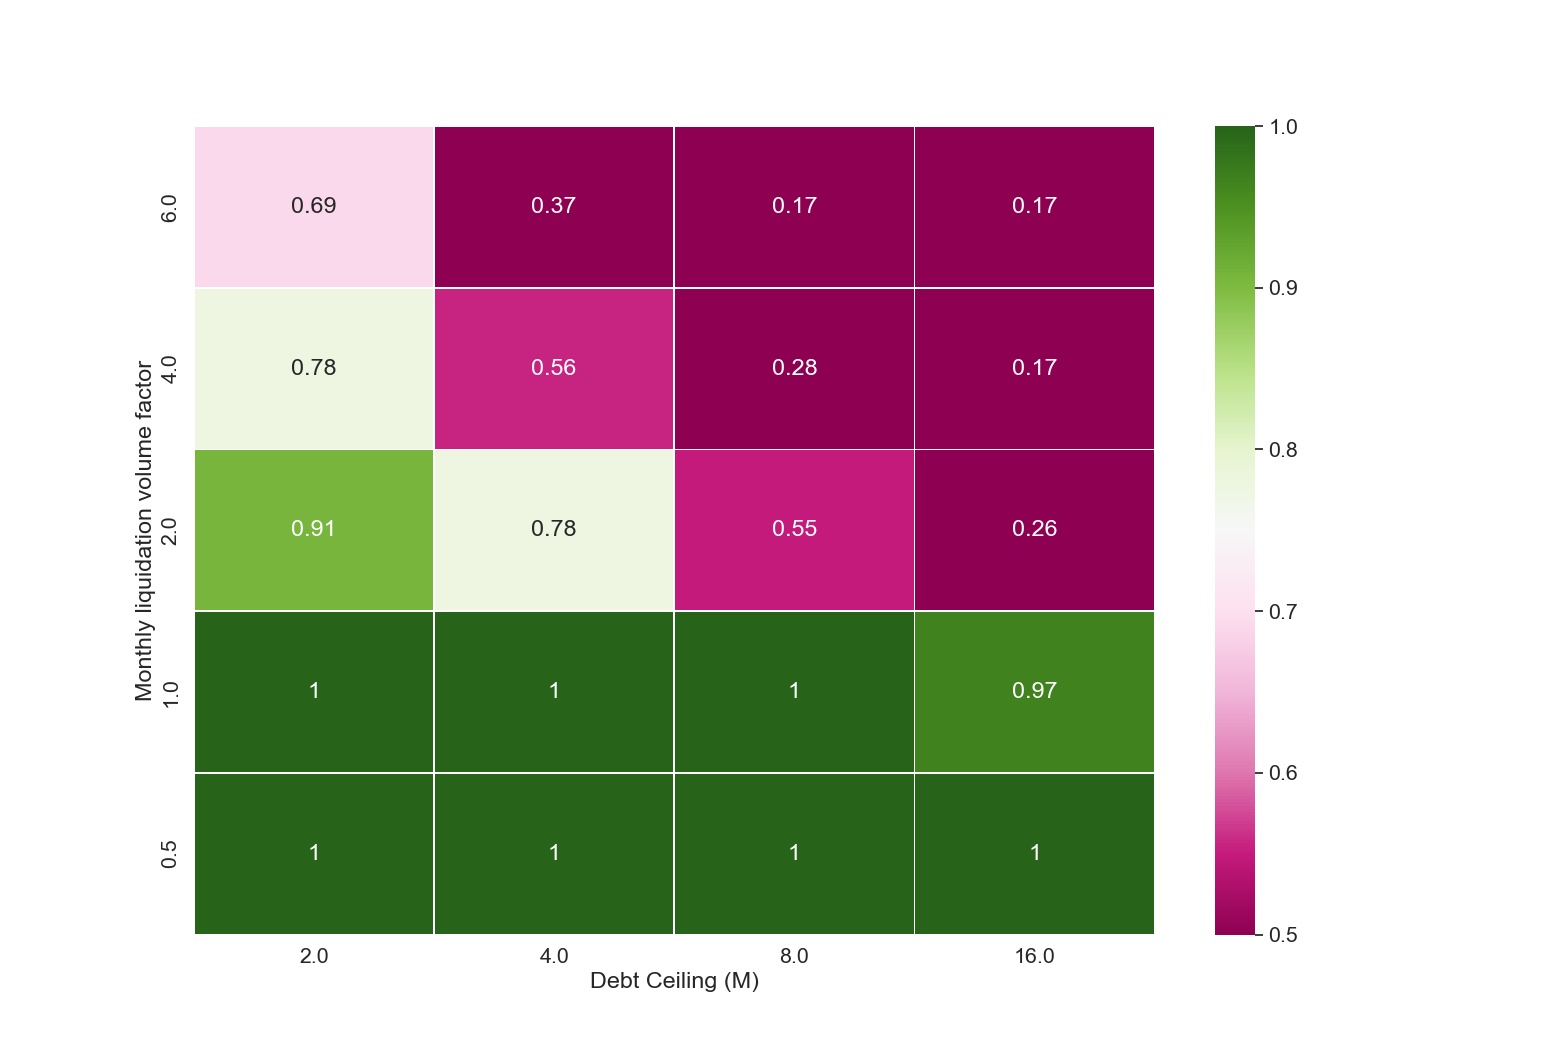 Monthly liquidation volume factor
6.0 0.69 0.37 0.17 0.17
4.0 0.78 0.56 0.28 0.17
2.0 0.91 0.78 0.55 0.26
1.0 1 1 1 0.97
0.5 1 1 1 1
2.0 4.0 8.0 16.0
Debt Ceiling (M)
1.0
0.9
0.8
0.7
0.6
0.5